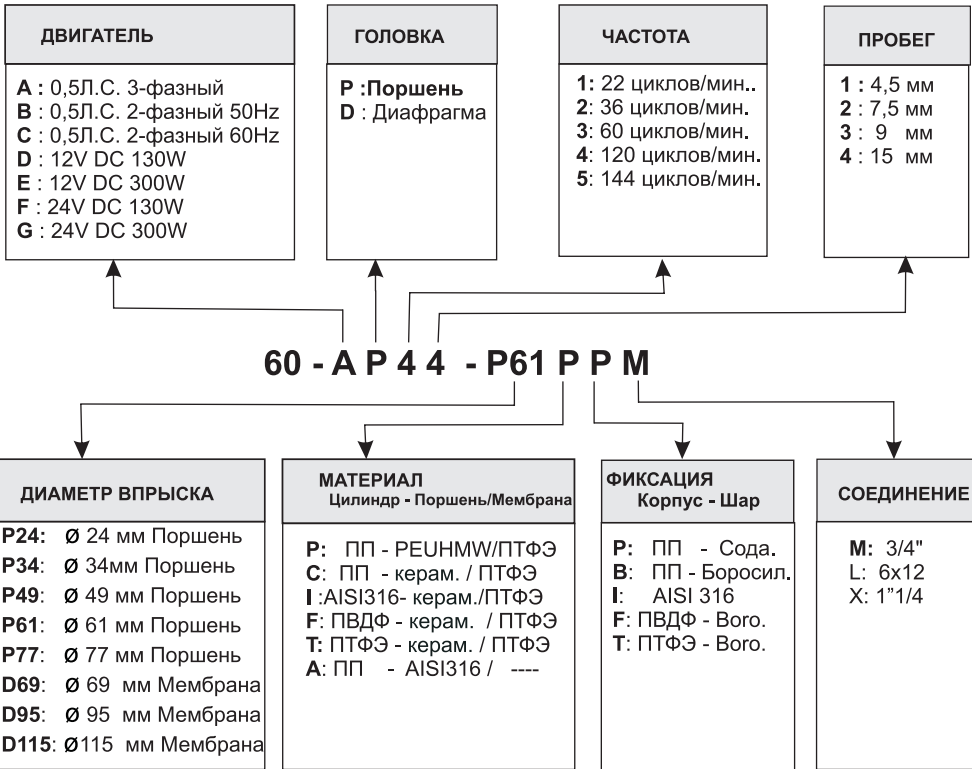 ДВИГАТЕЛЬ
A : 0,5Л.С. 3-фазный
B : 0,5Л.С. 2-фазный 50Hz
C : 0,5Л.С. 2-фазный 60Hz
D : 12V DC 130W
E : 12V DC 300W
F : 24V DC 130W
G : 24V DC 300W
ГОЛОВКА
P :Поршень
D : Диафрагма
ЧАСТОТА
1: 22 циклов/мин..
2: 36 циклов/мин.
3: 60 циклов/мин.
4: 120 циклов/мин.
5: 144 циклов/мин.
ПРОБЕГ
1 : 4,5 мм
2 : 7,5 мм
3 : 9 мм
4 : 15 мм
60 - A P 4 4 - P61 P P M
ДИАМЕТР ВПРЫСКА
P24: Ø 24 мм Поршень
P34: Ø 34мм Поршень
P49: Ø 49 мм Поршень
P61: Ø 61 мм Поршень
P77: Ø 77 мм Поршень
D69: Ø 69 мм Мембрана
D95: Ø 95 мм Мембрана
D115: Ø115 мм Мембрана
МАТЕРИАЛ
Цилиндр - Поршень/Мембрана
P: ПП - PEUHMW/ПТФЭ
C: ПП - керам. / ПТФЭ
I :AISI316- керам./ПТФЭ
F: ПВДФ - керам. / ПТФЭ
T: ПТФЭ - керам. / ПТФЭ
A: ПП - AISI316 / ----
ФИКСАЦИЯ
Корпус - Шар
P: ПП - Сода.
B: ПП - Боросил.
I: AISI 316
F: ПВДФ - Boro.
T: ПТФЭ - Boro.
СОЕДИНЕНИЕ
M: 3/4"
L: 6x12
X: 1"1/4